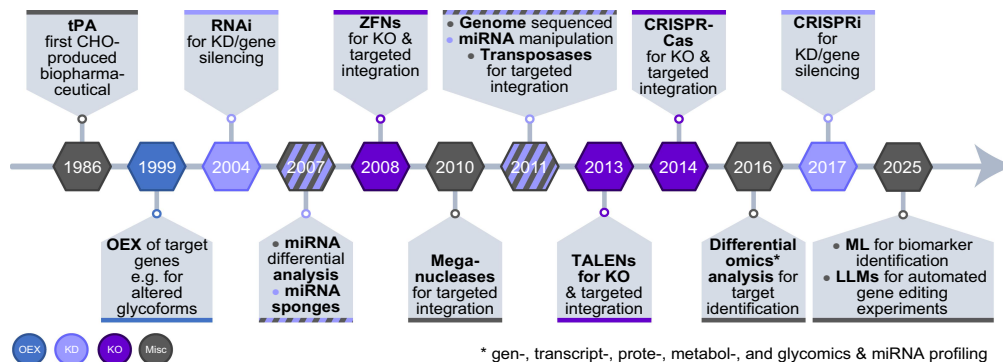 tPA
first CHO-
produced
biopharma-
ceutical
RNAi
for KD/gene
silencing
ZFNs
for KO &
targeted
integration
● Genome sequenced
● miRNA manipulation
● Transposases
for targeted
integration
CRISPR-
Cas
for KO &
targeted
integration
CRISPRi
for
KD/gene
silencing
1986
1999
2004
2007
2008
2010
2011
2013
2014
2016
2017
2025
OEX of target
genes
e.g. for
altered
glycoforms
● miRNA
differential
analysis
● miRNA
sponges
Mega-
nucleases
for targeted
integration
TALENs
for KO
& targeted
integration
Differential
omics*
analysis for
target
identification
● ML for biomarker
identification
● LLMs for automated
gene editing
experiments
OEX
KD
KO
Misc
* gen-, transcript-, prote-, metabol-, and glycomics & miRNA profiling